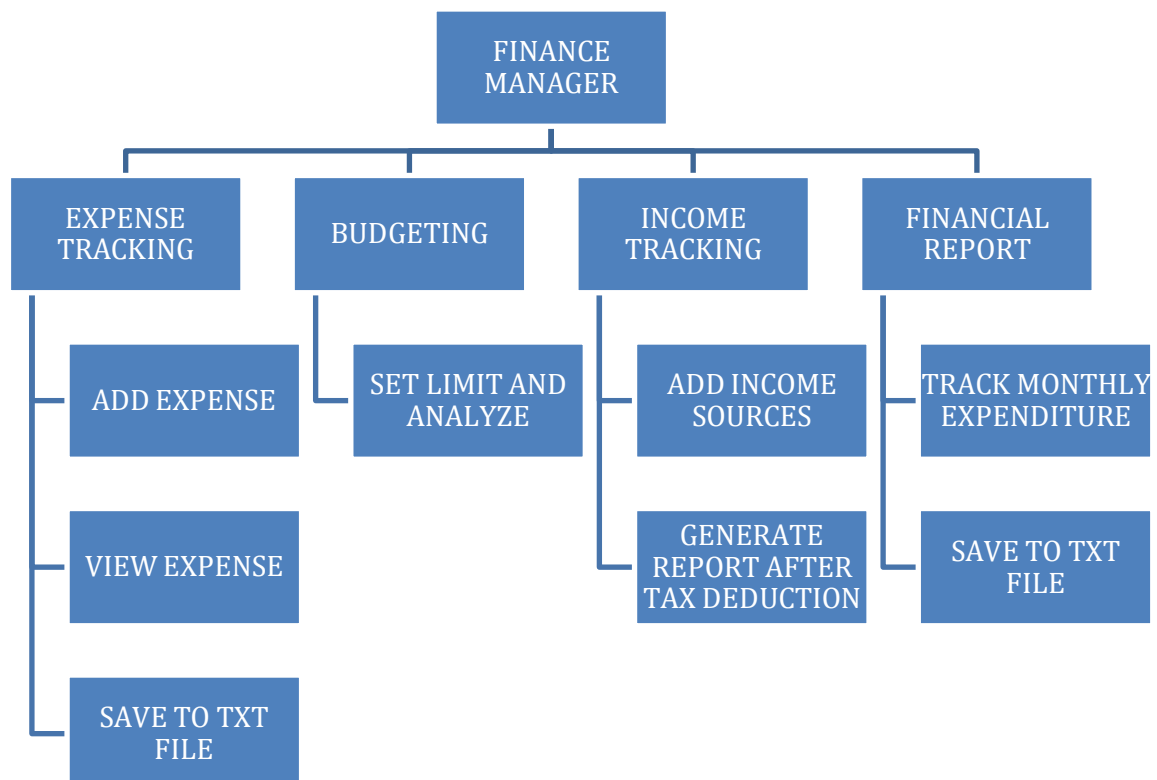 FINANCE
MANAGER
EXPENSE
TRACKING
BUDGETING
INCOME
TRACKING
FINANCIAL
REPORT
ADD EXPENSE
SET LIMIT AND
ANALYZE
ADD INCOME
SOURCES
TRACK MONTHLY
EXPENDITURE
VIEW EXPENSE
GENERATE
REPORT AFTER
TAX DEDUCTION
SAVE TO TXT
FILE
SAVE TO TXT
FILE